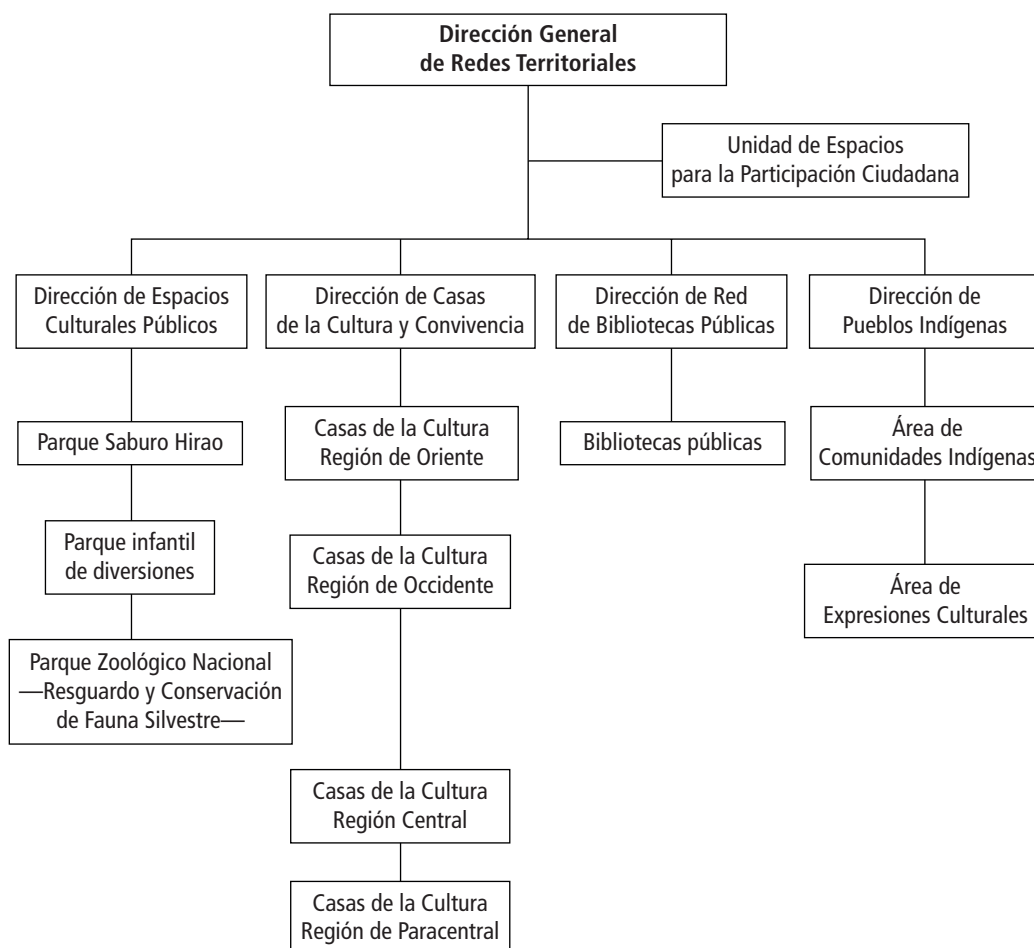 Dirección General
de Redes Territoriales
Unidad de Espacios
para la Participación Ciudadana
Dirección de Espacios
Culturales Públicos
Dirección de Casas
de la Cultura y Convivencia
Dirección de Red
de Bibliotecas Públicas
Dirección de
Pueblos Indígenas
Parque Saburo Hirao
Casas de la Cultura
Región de Oriente
Bibliotecas públicas
Área de
Comunidades Indígenas
Parque infantil
de diversiones
Casas de la Cultura
Región de Occidente
Área de
Expresiones Culturales
Parque Zoológico Nacional
—Resguardo y Conservación
de Fauna Silvestre—
Casas de la Cultura
Región Central
Casas de la Cultura
Región de Paracentral